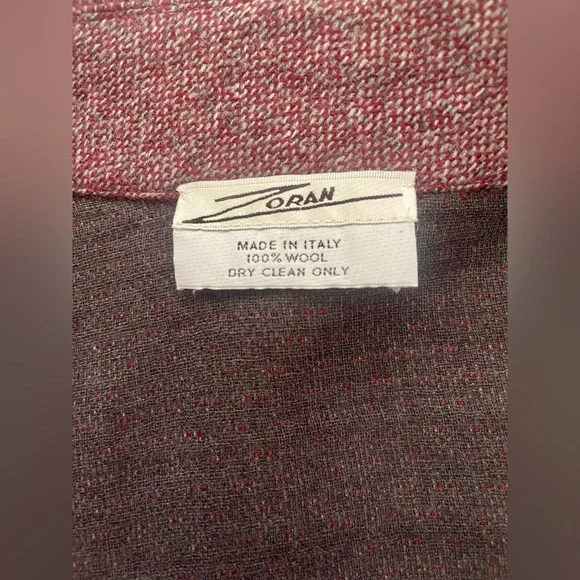 ZORAN
MADE IN ITALY
100% WOOL
DRY CLEAN ONLY